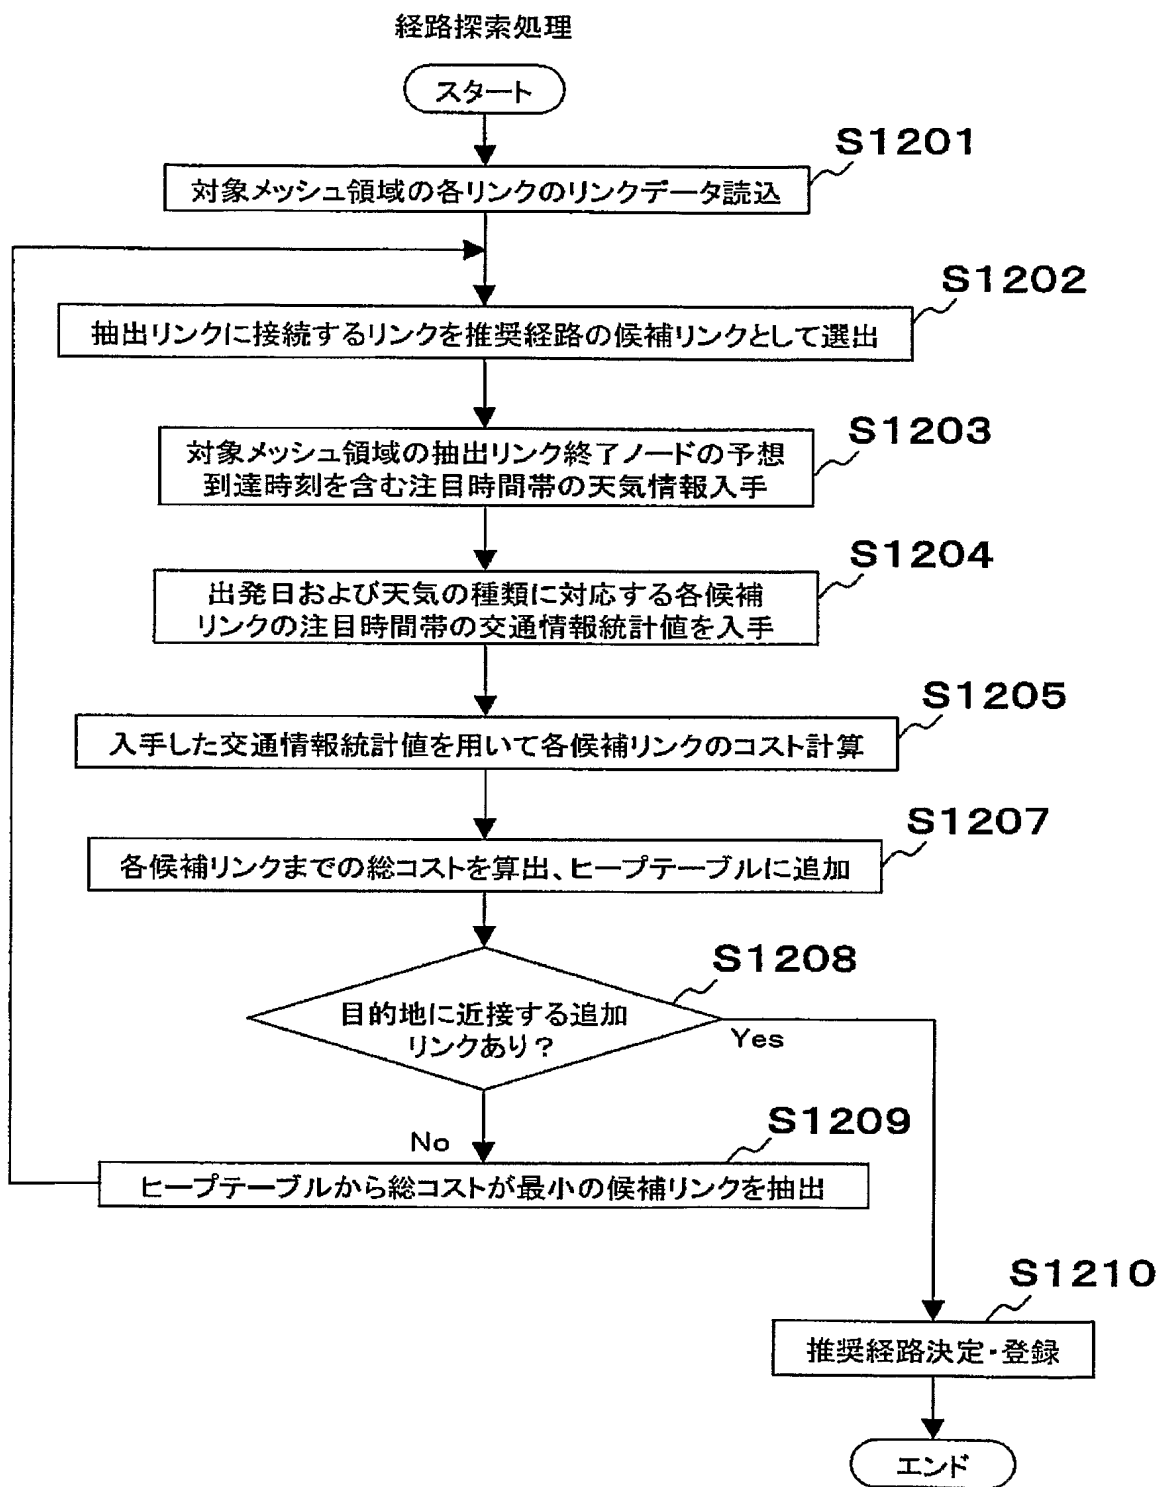 経路探索処理
スタート
S1201
対象メッシュ領域の各リンクのリンクデータ読込
S1202
抽出リンクに接続するリンクを推奨経路の候補リンクとして選出
S1203
対象メッシュ領域の抽出リンク終了ノードの予想
到達時刻を含む注目時間帯の天気情報入手
S1204
出発日および天気の種類に対応する各候補
リンクの注目時間帯の交通情報統計値を入手
S1205
入手した交通情報統計値を用いて各候補リンクのコスト計算
S1207
各候補リンクまでの総コストを算出、ヒープテーブルに追加
S1208
目的地に近接する追加
リンクあり？
Yes
No
S1209
ヒープテーブルから総コストが最小の候補リンクを抽出
S1210
推奨経路決定・登録
エンド